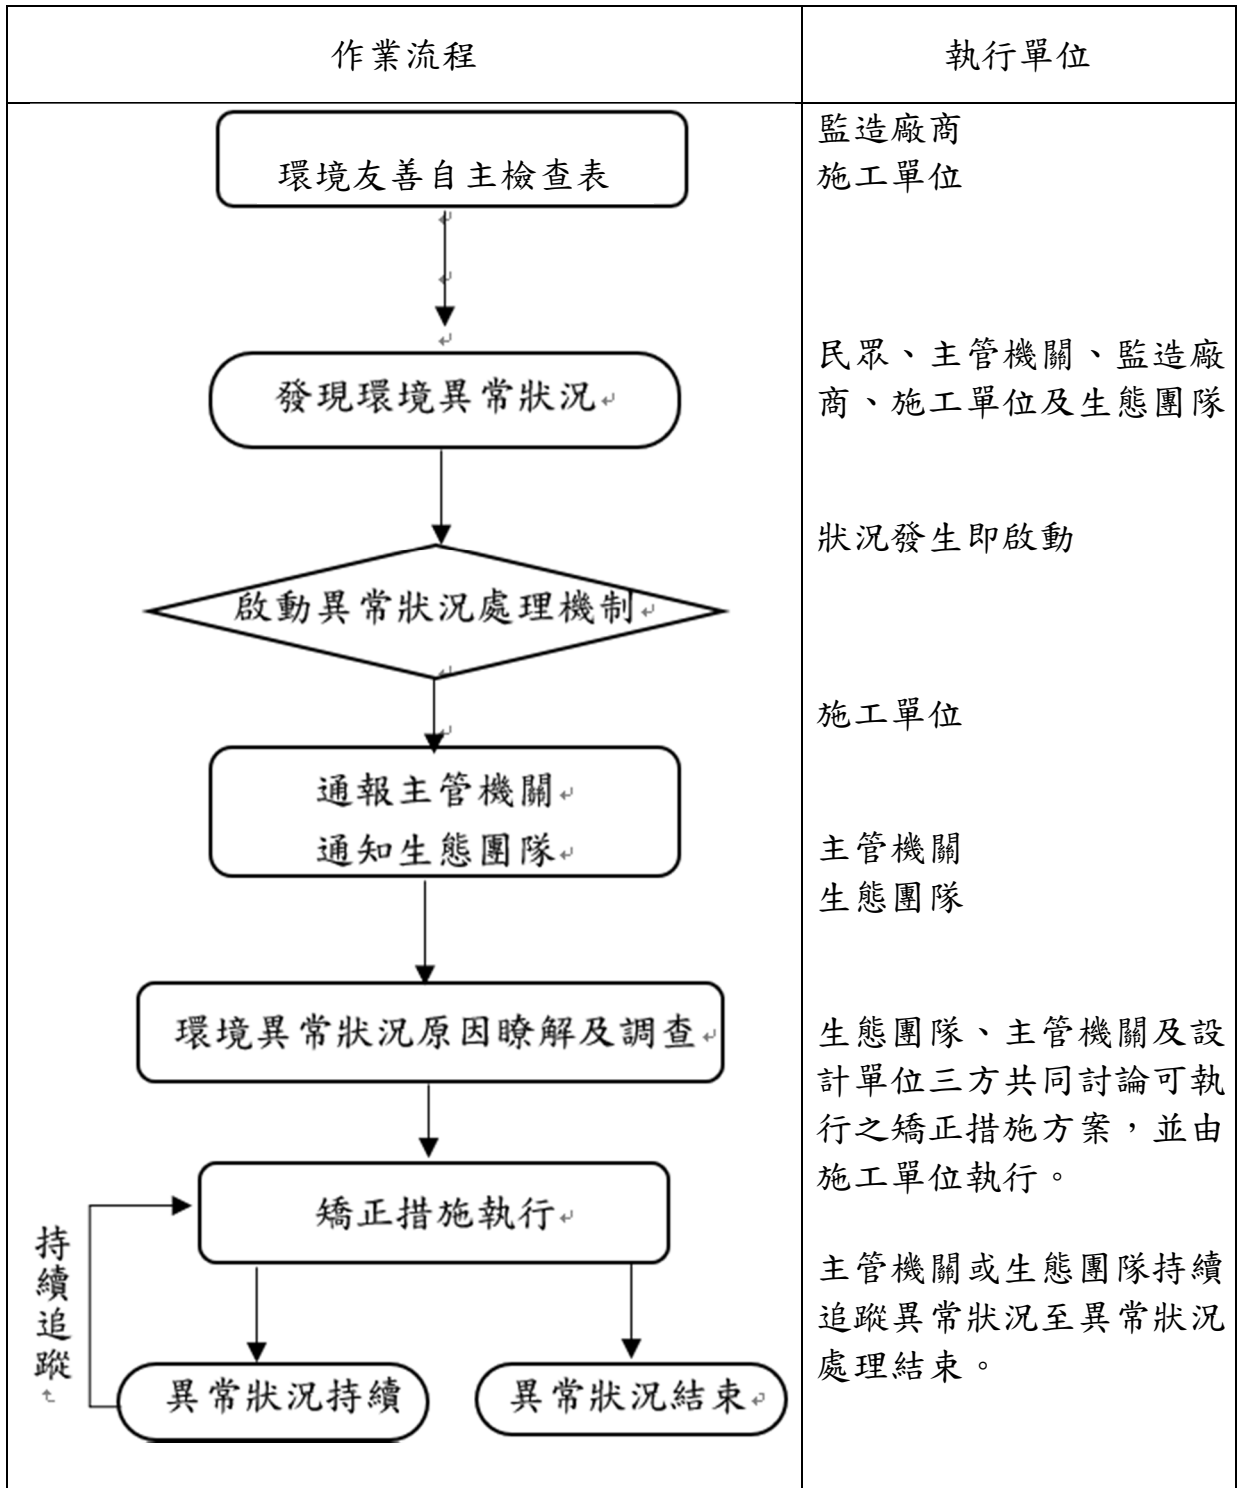 作業流程
執行單位
環境友善自主檢查表
監造廠商
施工單位
發現環境異常狀況
民眾、主管機關、監造廠
商、施工單位及生態團隊
狀況發生即啟動
啟動異常狀況處理機制
施工單位
通報主管機關
通知生態團隊
主管機關
生態團隊
環境異常狀況原因瞭解及調查
生態團隊、主管機關及設
計單位三方共同討論可執
行之矯正措施方案,並由
施工單位執行。
矯正措施執行
持續追蹤
主管機關或生態團隊持續
追蹤異常狀況至異常狀況
處理結束。
異常狀況持續
異常狀況結束